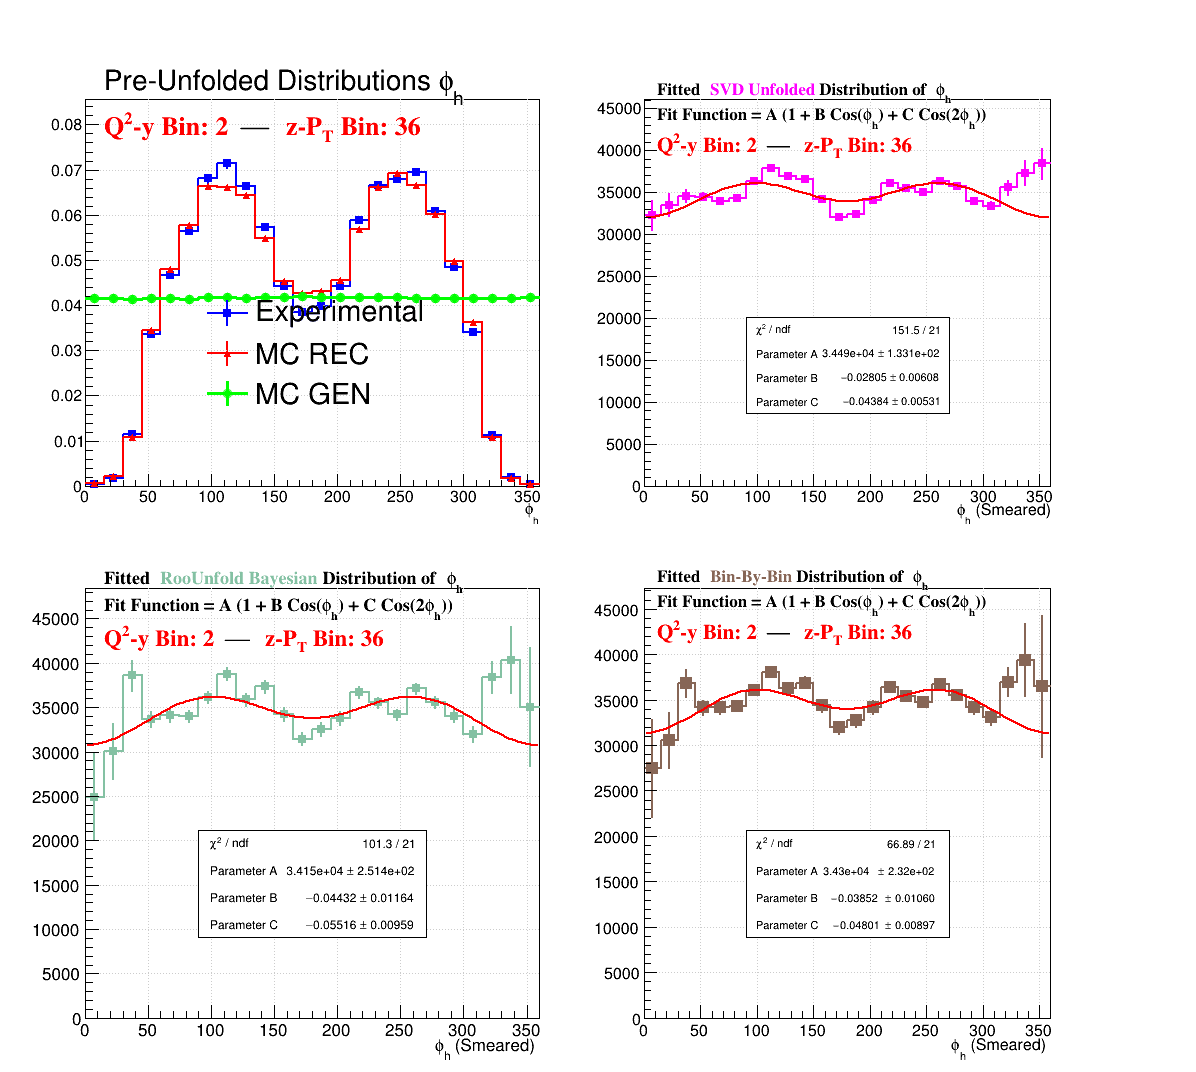 Pre-Unfolded Distributions ϕh
Q²-y Bin: 2 — z-PT Bin: 36
0.08
0.07
0.06
0.05
0.04
0.03
0.02
0.01
0
Experimental
MC REC
MC GEN
0 50 100 150 200 250 300 350
ϕh
Fitted SVD Unfolded Distribution of ϕh
Fit Function = A (1 + B Cos(ϕh) + C Cos(2ϕh))
Q²-y Bin: 2 — z-PT Bin: 36
45000
40000
35000
30000
25000
20000
15000
10000
5000
0
χ² / ndf 151.5 / 21
Parameter A 3.449e+04 ± 1.331e+02
Parameter B −0.02805 ± 0.00608
Parameter C −0.04384 ± 0.00531
0 50 100 150 200 250 300 350
ϕh (Smeared)
Fitted RooUnfold Bayesian Distribution of ϕh
Fit Function = A (1 + B Cos(ϕh) + C Cos(2ϕh))
Q²-y Bin: 2 — z-PT Bin: 36
45000
40000
35000
30000
25000
20000
15000
10000
5000
0
χ² / ndf 101.3 / 21
Parameter A 3.415e+04 ± 2.514e+02
Parameter B −0.04432 ± 0.01164
Parameter C −0.05516 ± 0.00959
0 50 100 150 200 250 300 350
ϕh (Smeared)
Fitted Bin-By-Bin Distribution of ϕh
Fit Function = A (1 + B Cos(ϕh) + C Cos(2ϕh))
Q²-y Bin: 2 — z-PT Bin: 36
45000
40000
35000
30000
25000
20000
15000
10000
5000
0
χ² / ndf 66.89 / 21
Parameter A 3.43e+04 ± 2.32e+02
Parameter B −0.03852 ± 0.01060
Parameter C −0.04801 ± 0.00897
0 50 100 150 200 250 300 350
ϕh (Smeared)